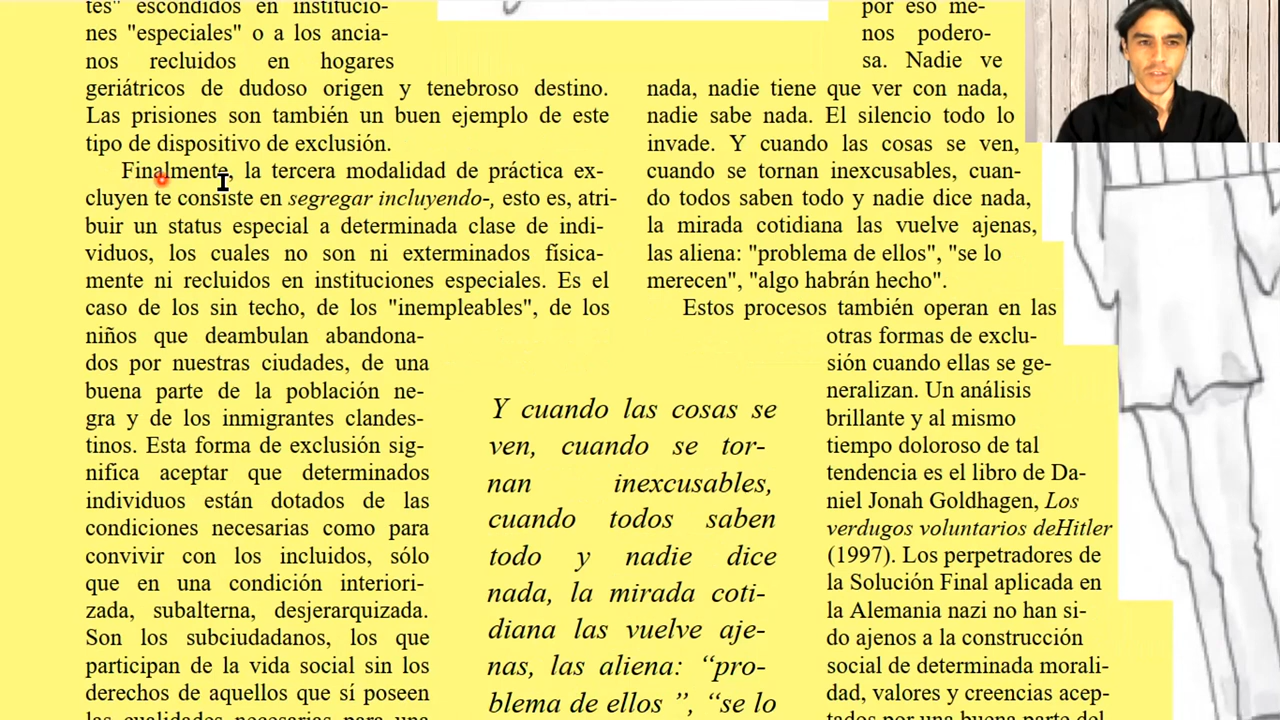 tes" escondidos en institucio-
nes "especiales" o a los ancia-
nos recluidos en hogares
geriátricos de dudoso origen y tenebroso destino.
Las prisiones son también un buen ejemplo de este
tipo de dispositivo de exclusión.
Finalmente, la tercera modalidad de práctica ex-
cluyen te consiste en segregar incluyendo-, esto es, atri-
buir un status especial a determinada clase de indi-
viduos, los cuales no son ni exterminados física-
mente ni recluidos en instituciones especiales. Es el
caso de los sin techo, de los "inempleables", de los
niños que deambulan abandona-
dos por nuestras ciudades, de una
buena parte de la población ne-
gra y de los inmigrantes clandes-
tinos. Esta forma de exclusión sig-
nifica aceptar que determinados
individuos están dotados de las
condiciones necesarias como para
convivir con los incluidos, sólo
que en una condición interiori-
zada, subalterna, desjerarquizada.
Son los subciudadanos, los que
participan de la vida social sin los
derechos de aquellos que sí poseen
las cualidades necesarias para una
Y cuando las cosas se
ven, cuando se tor-
nan inexcusables,
cuando todos saben
todo y nadie dice
nada, la mirada coti-
diana las vuelve aje-
nas, las aliena: “pro-
blema de ellos ”, “se lo
por eso me-
nos podero-
sa. Nadie ve
nada, nadie tiene que ver con nada,
nadie sabe nada. El silencio todo lo
invade. Y cuando las cosas se ven,
cuando se tornan inexcusables, cuan-
do todos saben todo y nadie dice nada,
la mirada cotidiana las vuelve ajenas,
las aliena: "problema de ellos", "se lo
merecen", "algo habrán hecho".
Estos procesos también operan en las
otras formas de exclu-
sión cuando ellas se ge-
neralizan. Un análisis
brillante y al mismo
tiempo doloroso de tal
tendencia es el libro de Da-
niel Jonah Goldhagen, Los
verdugos voluntarios deHitler
(1997). Los perpetradores de
la Solución Final aplicada en
la Alemania nazi no han si-
do ajenos a la construcción
social de determinada morali-
dad, valores y creencias acep-
tados por una buena parte del